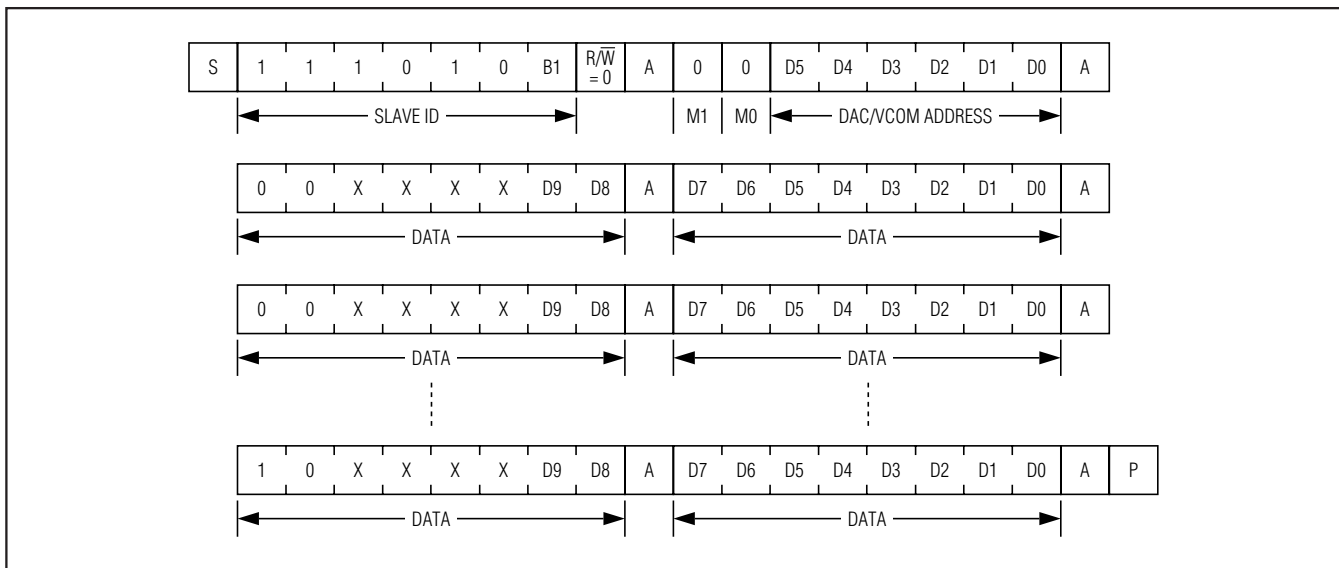 S 1 1 1 0 1 0 B1 R/W̅ = 0 A 0 0 D5 D4 D3 D2 D1 D0 A
SLAVE ID M1 M0 DAC/VCOM ADDRESS
0 0 X X X X D9 D8 A D7 D6 D5 D4 D3 D2 D1 D0 A
DATA DATA
0 0 X X X X D9 D8 A D7 D6 D5 D4 D3 D2 D1 D0 A
DATA DATA
1 0 X X X X D9 D8 A D7 D6 D5 D4 D3 D2 D1 D0 A P
DATA DATA